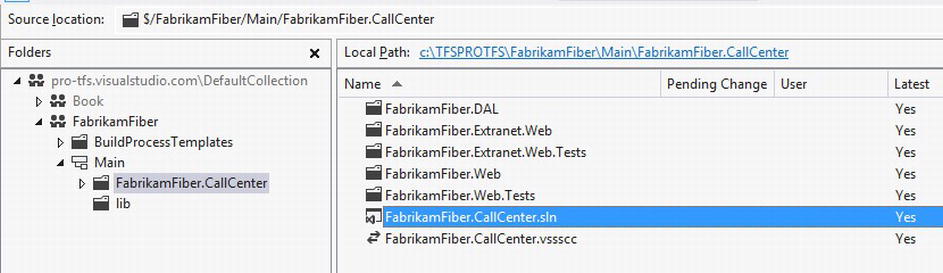 Source location: $/FabrikamFiber/Main/FabrikamFiber.CallCenter
Folders
pro-tfs.visualstudio.com\DefaultCollection
Book
FabrikamFiber
BuildProcessTemplates
Main
FabrikamFiber.CallCenter
lib
Local Path: c:\TFSPROTFS\FabrikamFiber\Main\FabrikamFiber.CallCenter
Name Pending Change User Latest
FabrikamFiber.DAL Yes
FabrikamFiber.Extranet.Web Yes
FabrikamFiber.Extranet.Web.Tests Yes
FabrikamFiber.Web Yes
FabrikamFiber.Web.Tests Yes
FabrikamFiber.CallCenter.sln Yes
FabrikamFiber.CallCenter.vssscc Yes